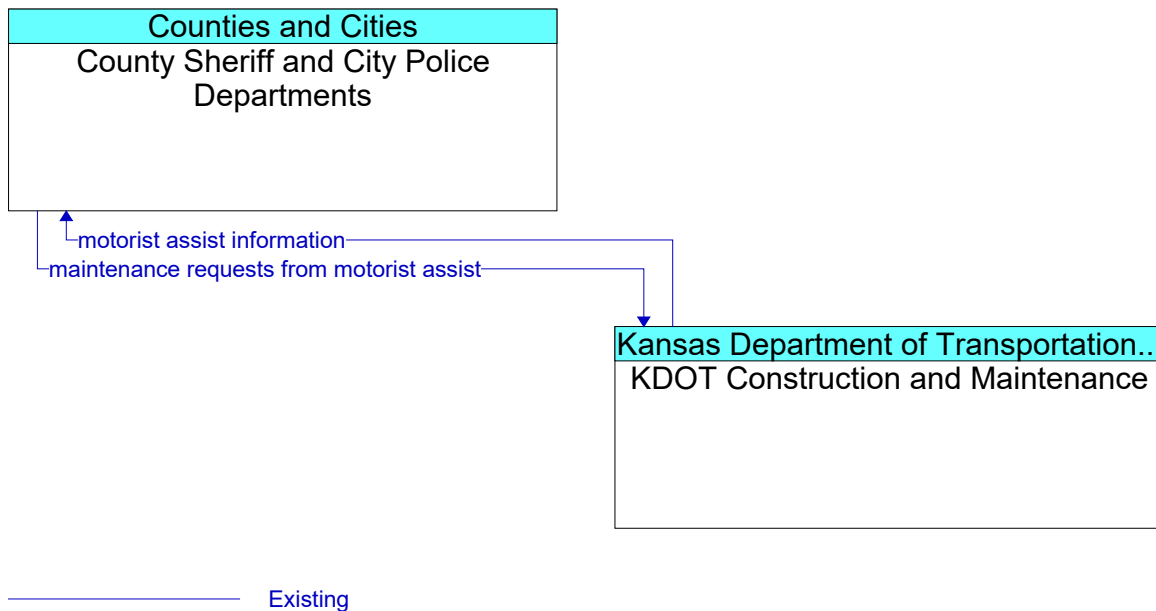 Counties and Cities
County Sheriff and City Police
Departments
motorist assist information
maintenance requests from motorist assist
Kansas Department of Transportation..
KDOT Construction and Maintenance
Existing